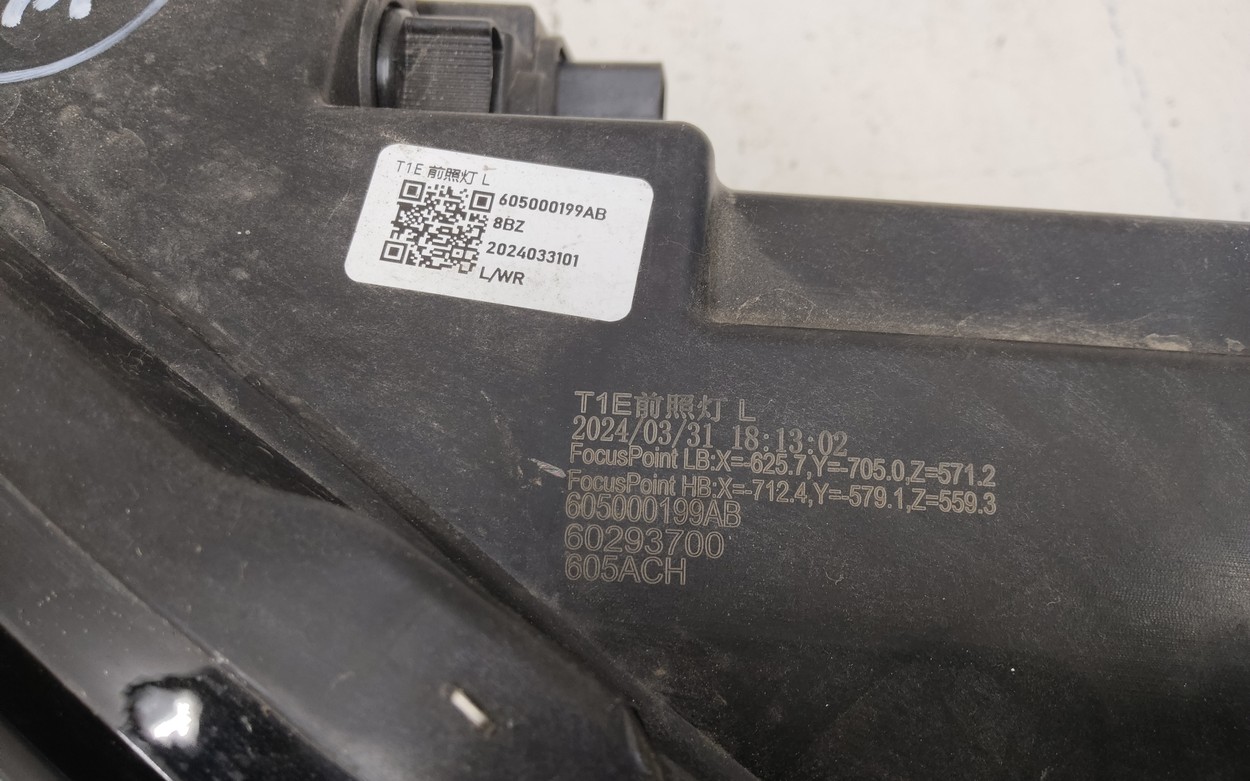 T1E 前照灯 L
605000199AB
8BZ
2024033101
L/WR
T1E前照灯 L
2024/03/31 18:13:02
FocusPoint LB:X=-625.7,Y=-705.0,Z=571.2
FocusPoint HB:X=-712.4,Y=-579.1,Z=559.3
605000199AB
60293700
605ACH